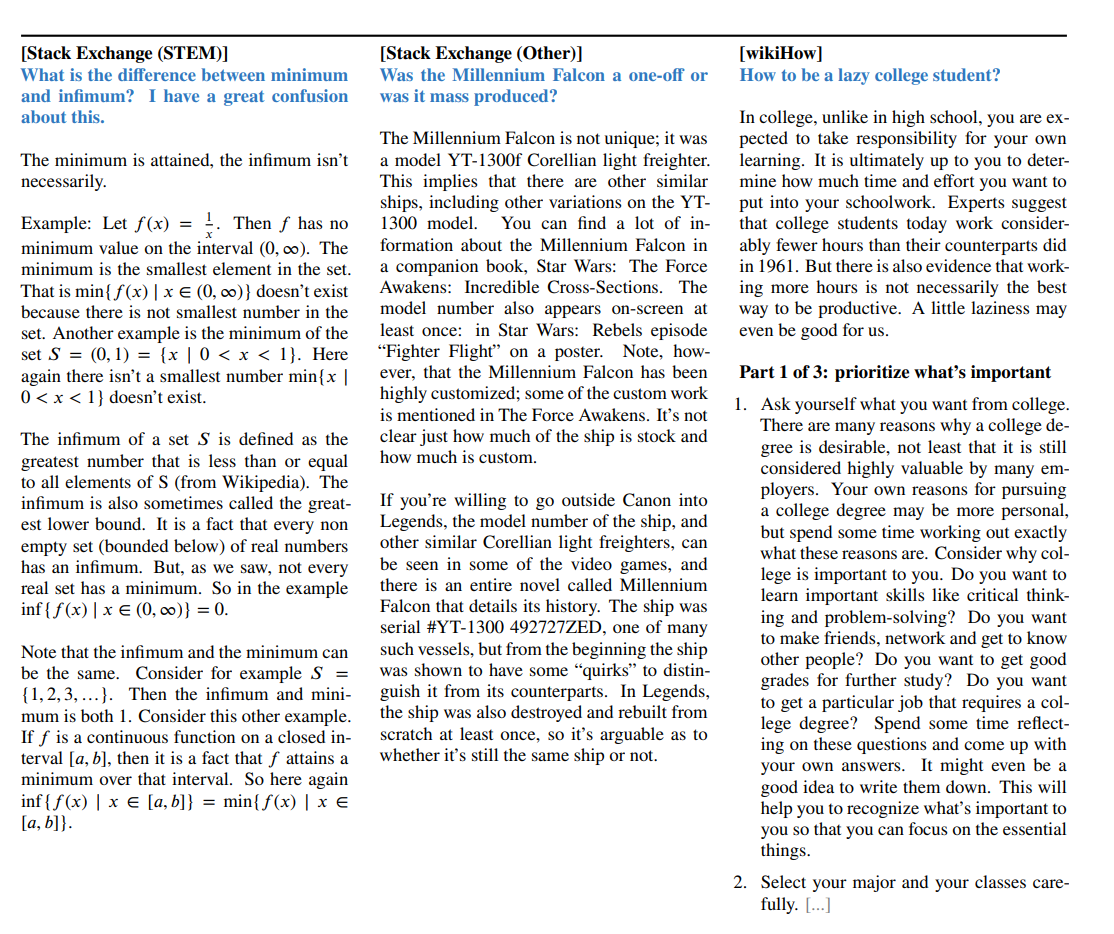 [Stack Exchange (STEM)]
What is the difference between minimum
and infimum? I have a great confusion
about this.
The minimum is attained, the infimum isn't
necessarily.
Example: Let f(x) = 1/x. Then f has no
minimum value on the interval (0, ∞). The
minimum is the smallest element in the set.
That is min{f(x) | x ∈ (0, ∞)} doesn't exist
because there is not smallest number in the
set. Another example is the minimum of the
set S = (0, 1) = {x | 0 < x < 1}. Here
again there isn't a smallest number min{x |
0 < x < 1} doesn't exist.
The infimum of a set S is defined as the
greatest number that is less than or equal
to all elements of S (from Wikipedia). The
infimum is also sometimes called the great-
est lower bound. It is a fact that every non
empty set (bounded below) of real numbers
has an infimum. But, as we saw, not every
real set has a minimum. So in the example
inf{f(x) | x ∈ (0, ∞)} = 0.
Note that the infimum and the minimum can
be the same. Consider for example S =
{1, 2, 3, …}. Then the infimum and mini-
mum is both 1. Consider this other example.
If f is a continuous function on a closed in-
terval [a, b], then it is a fact that f attains a
minimum over that interval. So here again
inf{f(x) | x ∈ [a, b]} = min{f(x) | x ∈
[a, b]}.
[Stack Exchange (Other)]
Was the Millennium Falcon a one-off or
was it mass produced?
The Millennium Falcon is not unique; it was
a model YT-1300f Corellian light freighter.
This implies that there are other similar
ships, including other variations on the YT-
1300 model. You can find a lot of in-
formation about the Millennium Falcon in
a companion book, Star Wars: The Force
Awakens: Incredible Cross-Sections. The
model number also appears on-screen at
least once: in Star Wars: Rebels episode
“Fighter Flight” on a poster. Note, how-
ever, that the Millennium Falcon has been
highly customized; some of the custom work
is mentioned in The Force Awakens. It's not
clear just how much of the ship is stock and
how much is custom.
If you're willing to go outside Canon into
Legends, the model number of the ship, and
other similar Corellian light freighters, can
be seen in some of the video games, and
there is an entire novel called Millennium
Falcon that details its history. The ship was
serial #YT-1300 492727ZED, one of many
such vessels, but from the beginning the ship
was shown to have some “quirks” to distin-
guish it from its counterparts. In Legends,
the ship was also destroyed and rebuilt from
scratch at least once, so it's arguable as to
whether it's still the same ship or not.
[wikiHow]
How to be a lazy college student?
In college, unlike in high school, you are ex-
pected to take responsibility for your own
learning. It is ultimately up to you to deter-
mine how much time and effort you want to
put into your schoolwork. Experts suggest
that college students today work consider-
ably fewer hours than their counterparts did
in 1961. But there is also evidence that work-
ing more hours is not necessarily the best
way to be productive. A little laziness may
even be good for us.
Part 1 of 3: prioritize what's important
1. Ask yourself what you want from college.
There are many reasons why a college de-
gree is desirable, not least that it is still
considered highly valuable by many em-
ployers. Your own reasons for pursuing
a college degree may be more personal,
but spend some time working out exactly
what these reasons are. Consider why col-
lege is important to you. Do you want to
learn important skills like critical think-
ing and problem-solving? Do you want
to make friends, network and get to know
other people? Do you want to get good
grades for further study? Do you want
to get a particular job that requires a col-
lege degree? Spend some time reflect-
ing on these questions and come up with
your own answers. It might even be a
good idea to write them down. This will
help you to recognize what's important to
you so that you can focus on the essential
things.
2. Select your major and your classes care-
fully. [...]